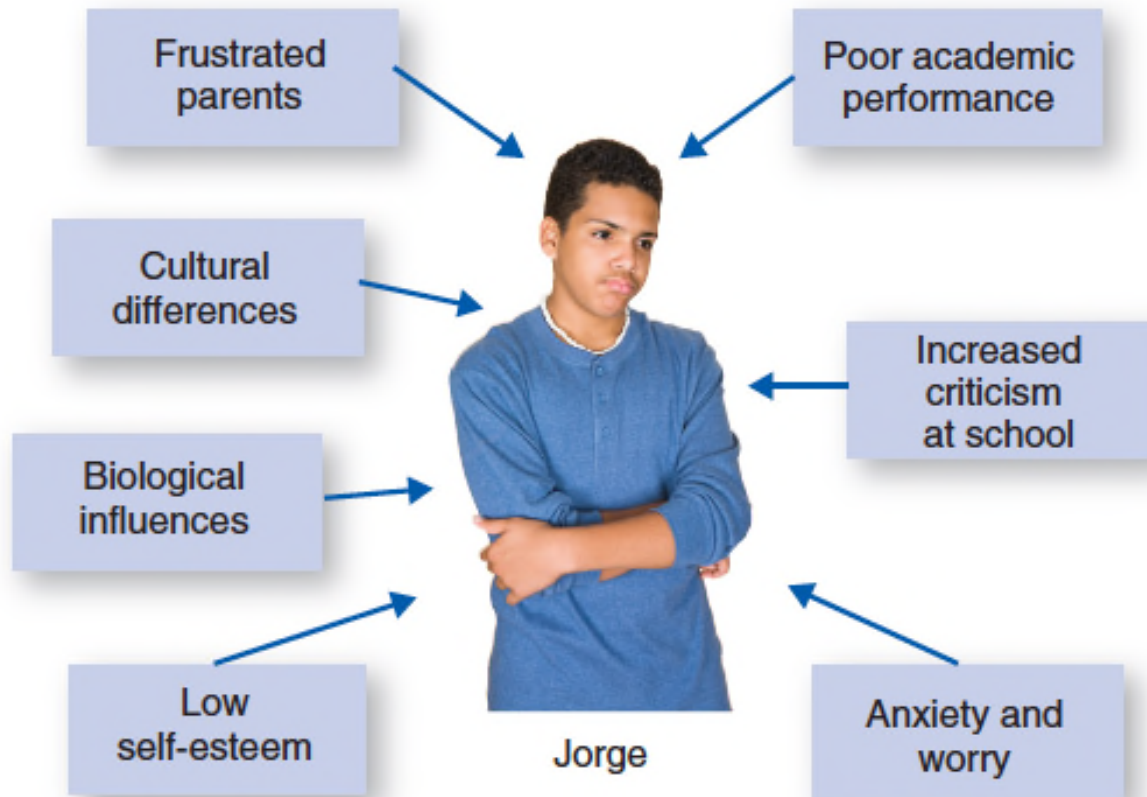 Frustrated
parents
Poor academic
performance
Cultural
differences
Increased
criticism
at school
Biological
influences
Low
self-esteem
Anxiety and
worry
Jorge